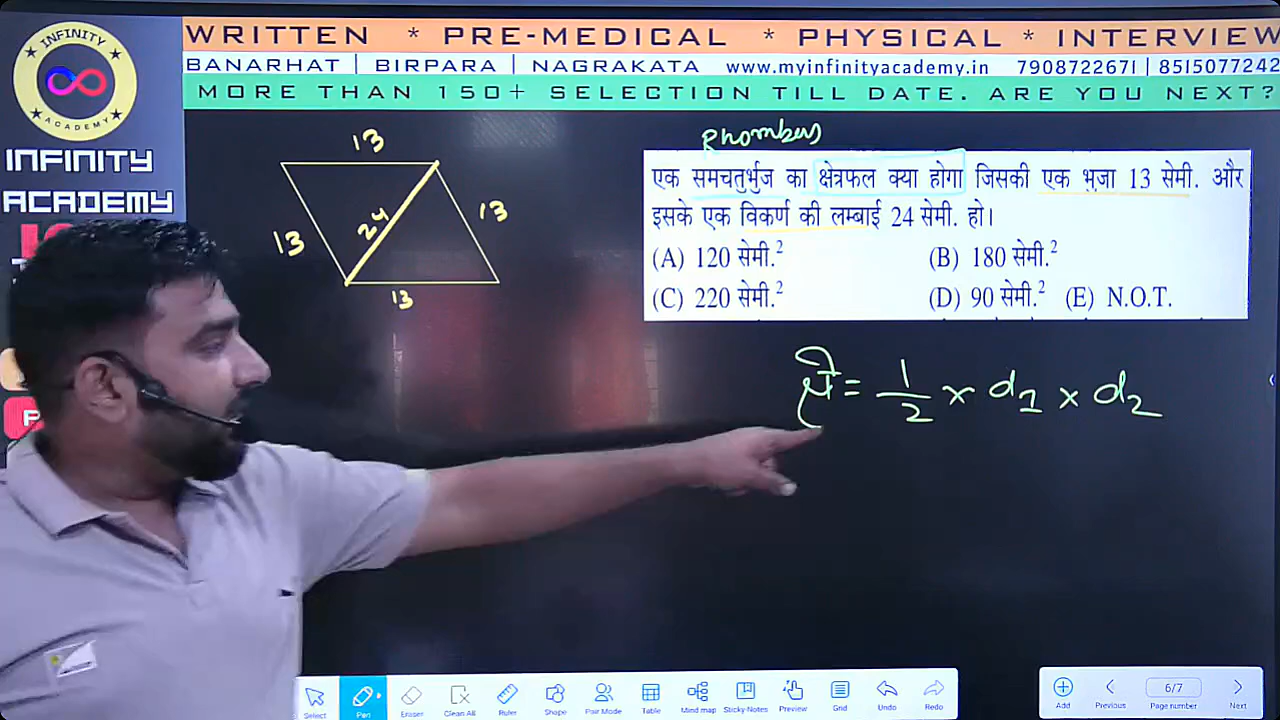 INFINITY
ACADEMY
WRITTEN * PRE-MEDICAL * PHYSICAL * INTERVIEW
BANARHAT | BIRPARA | NAGRAKATA www.myinfinityacademy.in 7908722671 | 8515077242
MORE THAN 150+ SELECTION TILL DATE. ARE YOU NEXT?
INFINITY
ACADEMY
13
13
24
13
13
Rhombus
एक समचतुर्भुज का क्षेत्रफल क्या होगा जिसकी एक भुजा 13 सेमी. और
इसके एक विकर्ण की लम्बाई 24 सेमी. हो।
(A) 120 सेमी.² (B) 180 सेमी.²
(C) 220 सेमी.² (D) 90 सेमी.² (E) N.O.T.
= 1/2 × d1 × d2
Select Pen Eraser Clean All Ruler Shape Pair Mode Table Mind map Sticky-Notes Preview Grid Undo Redo
Add Previous 6/7 Page number Next